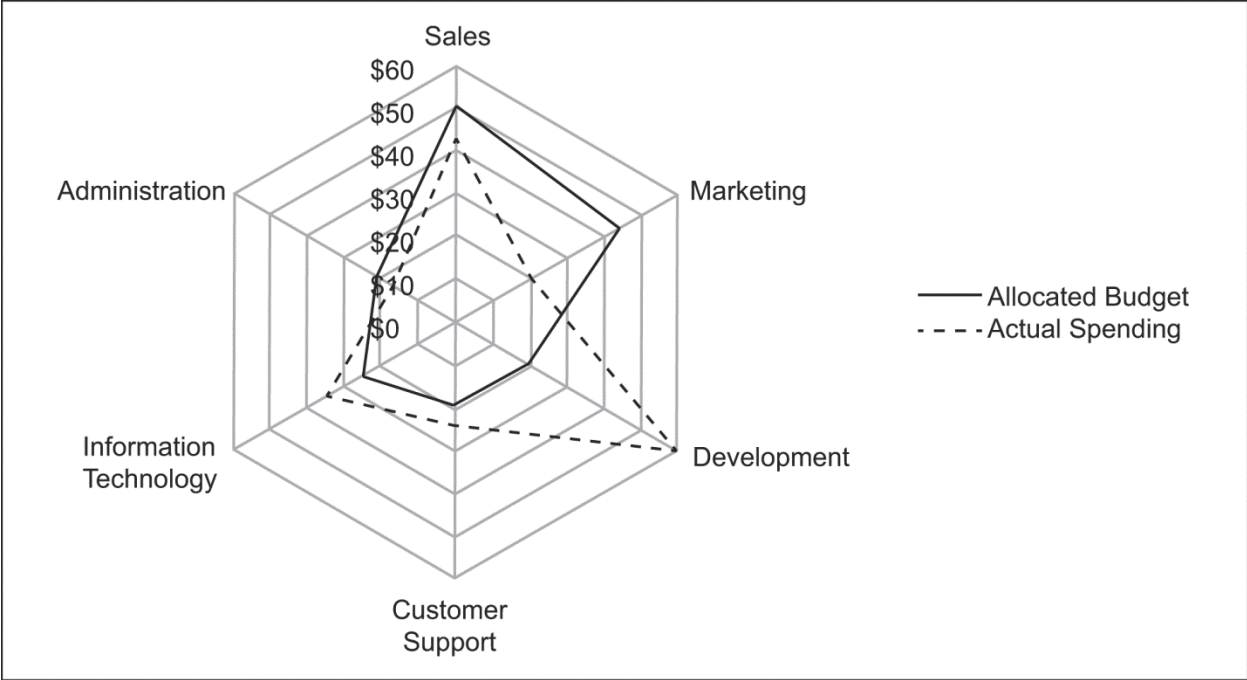 Sales
$60
$50
$40
$30
$20
$10
$0
Administration
Marketing
Allocated Budget
Actual Spending
Information
Technology
Development
Customer
Support